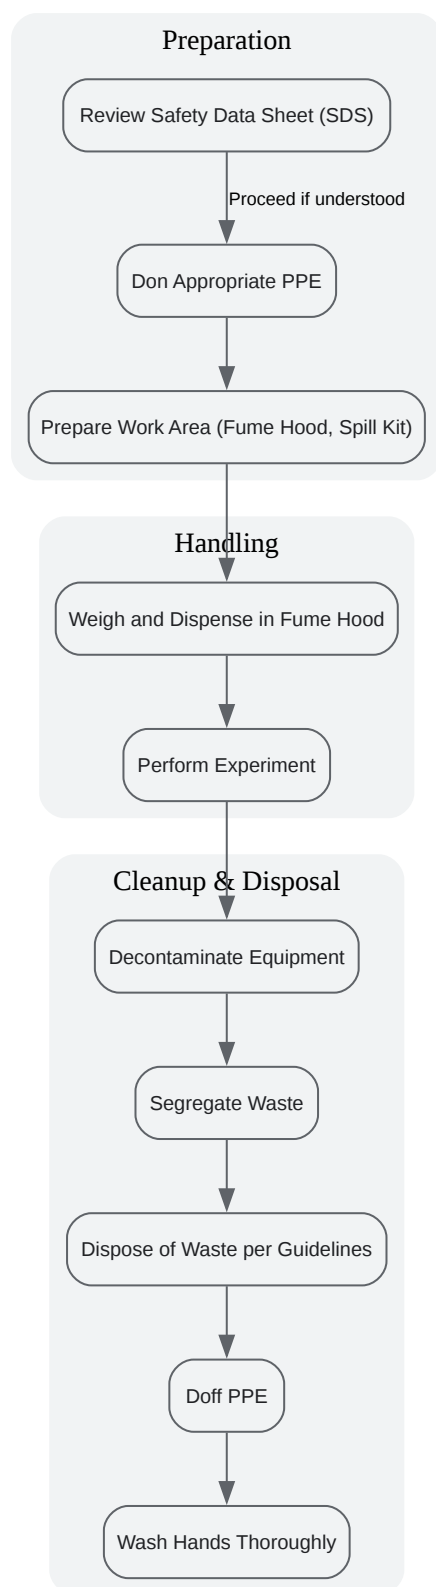 Preparation
Review Safety Data Sheet (SDS)
Proceed if understood
Don Appropriate PPE
Prepare Work Area (Fume Hood, Spill Kit)
Handling
Weigh and Dispense in Fume Hood
Perform Experiment
Cleanup & Disposal
Decontaminate Equipment
Segregate Waste
Dispose of Waste per Guidelines
Doff PPE
Wash Hands Thoroughly